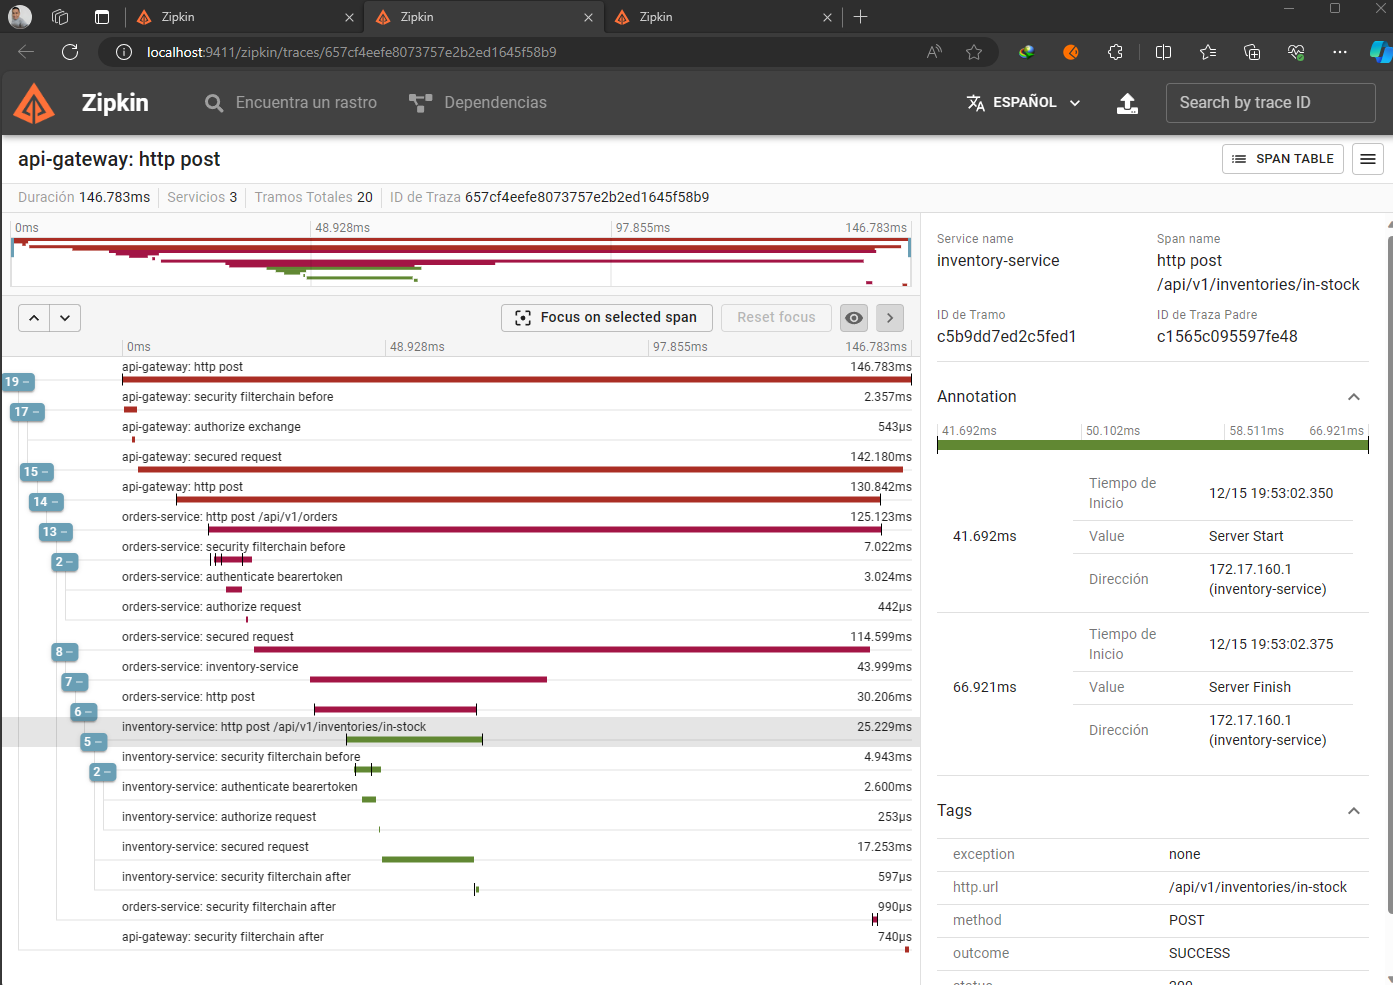 Zipkin
Zipkin
Zipkin
localhost:9411/zipkin/traces/657cf4eefe8073757e2b2ed1645f58b9
Zipkin
Encuentra un rastro
Dependencias
ESPAÑOL
Search by trace ID
api-gateway: http post
SPAN TABLE
Duración 146.783ms Servicios 3 Tramos Totales 20 ID de Traza 657cf4eefe8073757e2b2ed1645f58b9
0ms 48.928ms 97.855ms 146.783ms
Focus on selected span
Reset focus
0ms 48.928ms 97.855ms 146.783ms
api-gateway: http post 146.783ms
19 −
api-gateway: security filterchain before 2.357ms
17 −
api-gateway: authorize exchange 543µs
api-gateway: secured request 142.180ms
15 −
api-gateway: http post 130.842ms
14 −
orders-service: http post /api/v1/orders 125.123ms
13 −
orders-service: security filterchain before 7.022ms
2 −
orders-service: authenticate bearertoken 3.024ms
orders-service: authorize request 442µs
orders-service: secured request 114.599ms
8 −
orders-service: inventory-service 43.999ms
7 −
orders-service: http post 30.206ms
6 −
inventory-service: http post /api/v1/inventories/in-stock 25.229ms
5 −
inventory-service: security filterchain before 4.943ms
2 −
inventory-service: authenticate bearertoken 2.600ms
inventory-service: authorize request 253µs
inventory-service: secured request 17.253ms
inventory-service: security filterchain after 597µs
orders-service: security filterchain after 990µs
api-gateway: security filterchain after 740µs
Service name
inventory-service
Span name
http post
/api/v1/inventories/in-stock
ID de Tramo
c5b9dd7ed2c5fed1
ID de Traza Padre
c1565c095597fe48
Annotation
41.692ms 50.102ms 58.511ms 66.921ms
41.692ms
Tiempo de
Inicio
12/15 19:53:02.350
Value Server Start
Dirección
172.17.160.1
(inventory-service)
66.921ms
Tiempo de
Inicio
12/15 19:53:02.375
Value Server Finish
Dirección
172.17.160.1
(inventory-service)
Tags
exception none
http.url /api/v1/inventories/in-stock
method POST
outcome SUCCESS
status 200